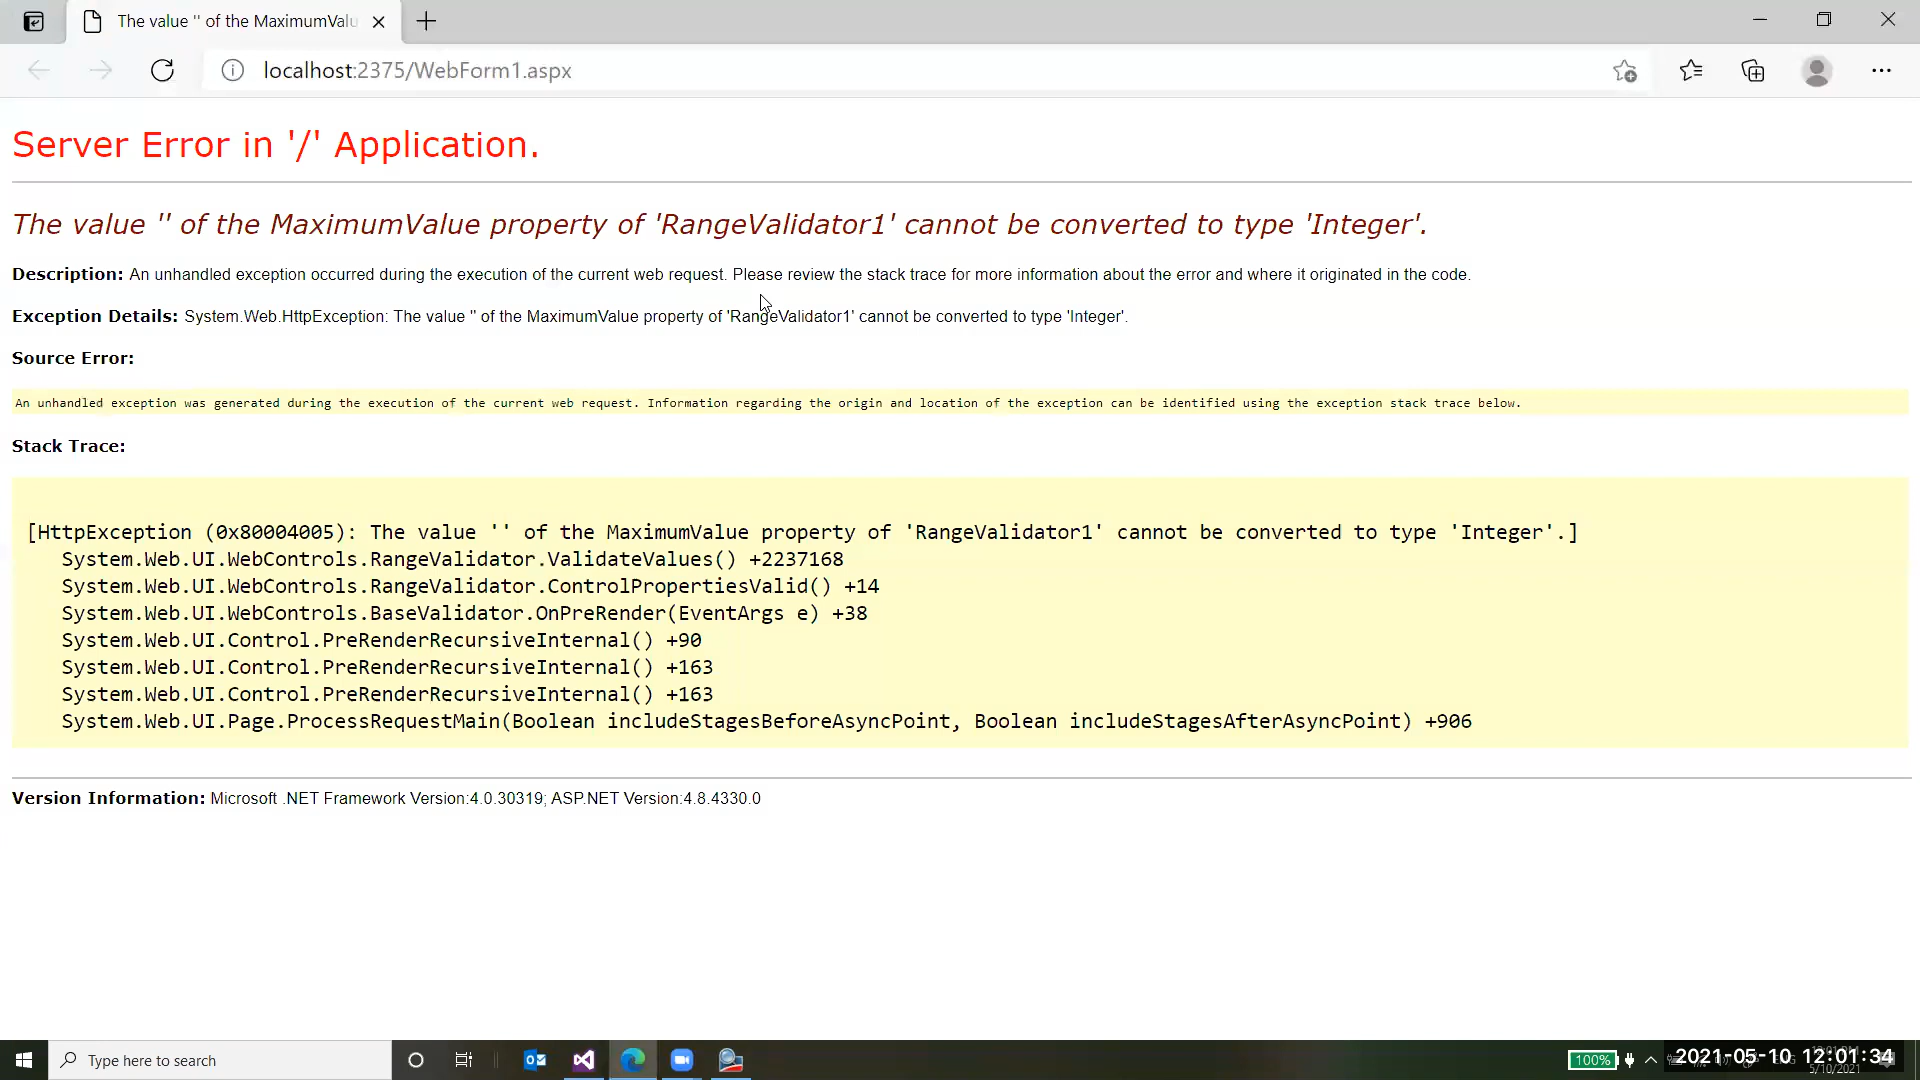 The value '' of the MaximumValu
localhost:2375/WebForm1.aspx
Server Error in '/' Application.
The value '' of the MaximumValue property of 'RangeValidator1' cannot be converted to type 'Integer'.
Description: An unhandled exception occurred during the execution of the current web request. Please review the stack trace for more information about the error and where it originated in the code.
Exception Details: System.Web.HttpException: The value '' of the MaximumValue property of 'RangeValidator1' cannot be converted to type 'Integer'.
Source Error:
An unhandled exception was generated during the execution of the current web request. Information regarding the origin and location of the exception can be identified using the exception stack trace below.
Stack Trace:
[HttpException (0x80004005): The value '' of the MaximumValue property of 'RangeValidator1' cannot be converted to type 'Integer'.]
System.Web.UI.WebControls.RangeValidator.ValidateValues() +2237168
System.Web.UI.WebControls.RangeValidator.ControlPropertiesValid() +14
System.Web.UI.WebControls.BaseValidator.OnPreRender(EventArgs e) +38
System.Web.UI.Control.PreRenderRecursiveInternal() +90
System.Web.UI.Control.PreRenderRecursiveInternal() +163
System.Web.UI.Control.PreRenderRecursiveInternal() +163
System.Web.UI.Page.ProcessRequestMain(Boolean includeStagesBeforeAsyncPoint, Boolean includeStagesAfterAsyncPoint) +906
Version Information: Microsoft .NET Framework Version:4.0.30319; ASP.NET Version:4.8.4330.0
Type here to search
100%
2021-05-10 12:01:34
5/10/2021